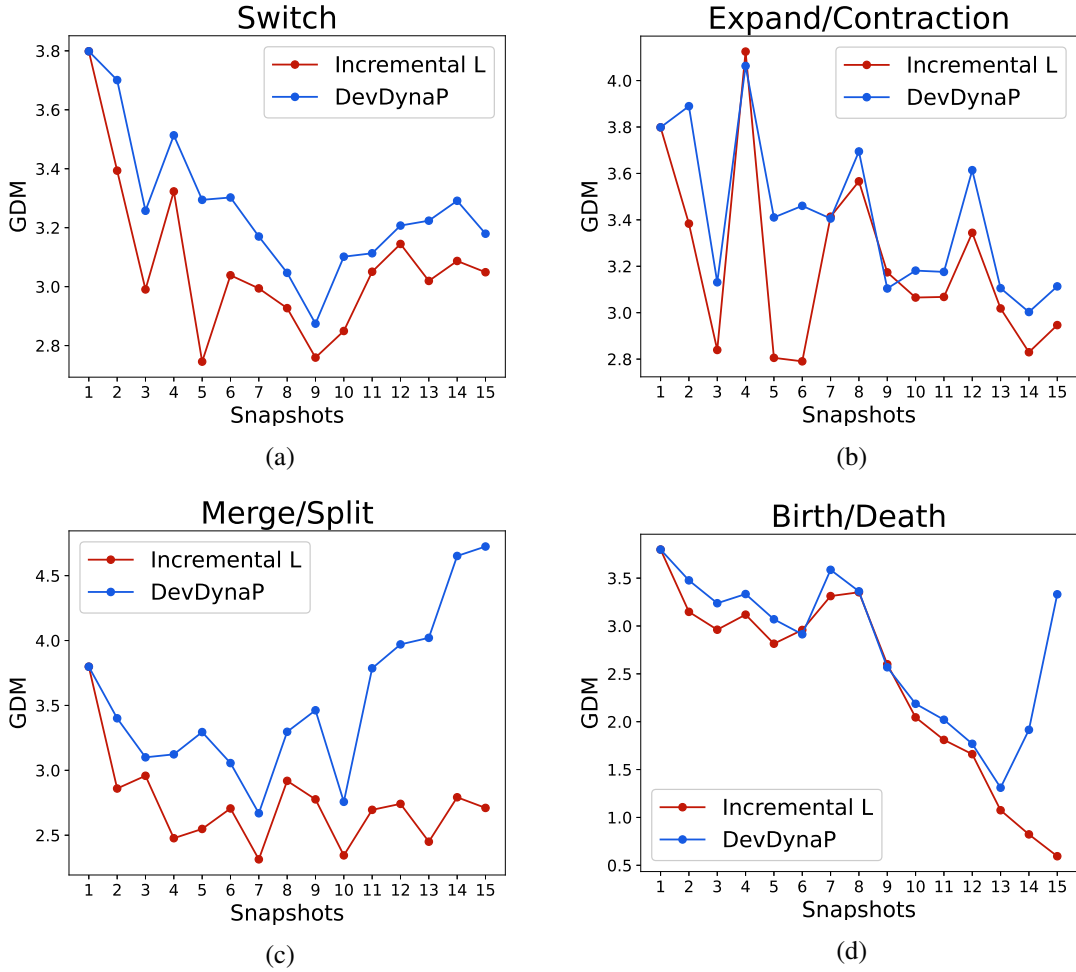 Switch
3.8
3.6
3.4
3.2
3.0
2.8
GDM
Incremental L
DevDynaP
1 2 3 4 5 6 7 8 9 10 11 12 13 14 15
Snapshots
(a)
Expand/Contraction
4.0
3.8
3.6
3.4
3.2
3.0
2.8
GDM
Incremental L
DevDynaP
1 2 3 4 5 6 7 8 9 10 11 12 13 14 15
Snapshots
(b)
Merge/Split
4.5
4.0
3.5
3.0
2.5
GDM
Incremental L
DevDynaP
1 2 3 4 5 6 7 8 9 10 11 12 13 14 15
Snapshots
(c)
Birth/Death
3.5
3.0
2.5
2.0
1.5
1.0
0.5
GDM
Incremental L
DevDynaP
1 2 3 4 5 6 7 8 9 10 11 12 13 14 15
Snapshots
(d)